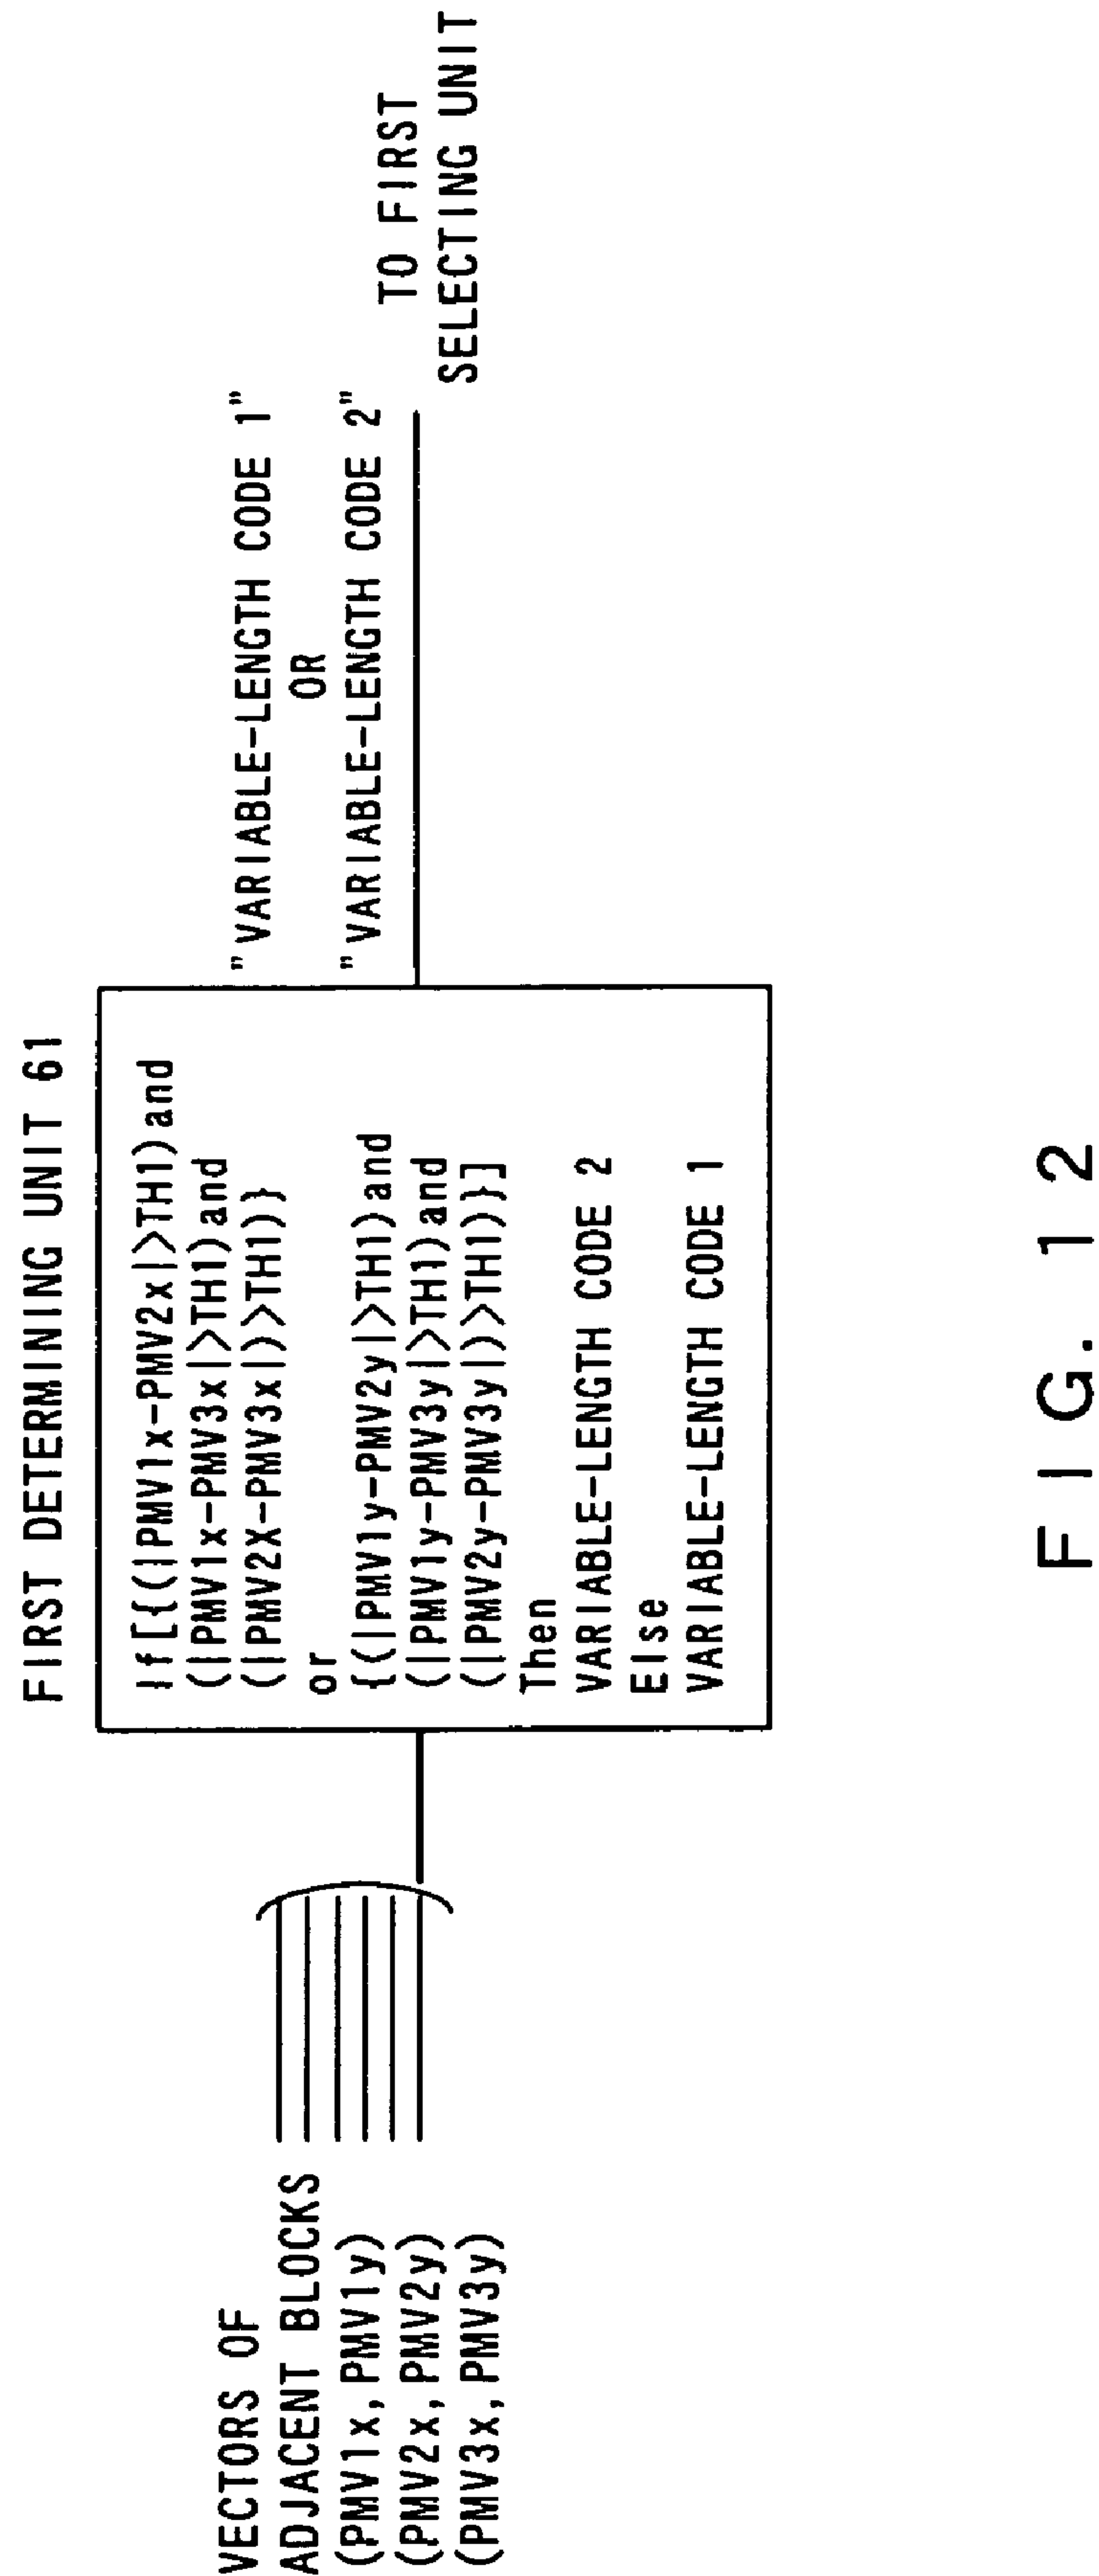 FIRST DETERMINING UNIT 61
VECTORS OF
ADJACENT BLOCKS
(PMV1x, PMV1y)
(PMV2x, PMV2y)
(PMV3x, PMV3y)
If[{(|PMV1x-PMV2x|>TH1)and
(|PMV1x-PMV3x|>TH1)and
(|PMV2X-PMV3x|)>TH1)}
or
{(|PMV1y-PMV2y|>TH1)and
(|PMV1y-PMV3y|>TH1)and
(|PMV2y-PMV3y|)>TH1)}]
Then
VARIABLE-LENGTH CODE 2
Else
VARIABLE-LENGTH CODE 1
"VARIABLE-LENGTH CODE 1"
OR
"VARIABLE-LENGTH CODE 2"
TO FIRST
SELECTING UNIT
FIG. 12